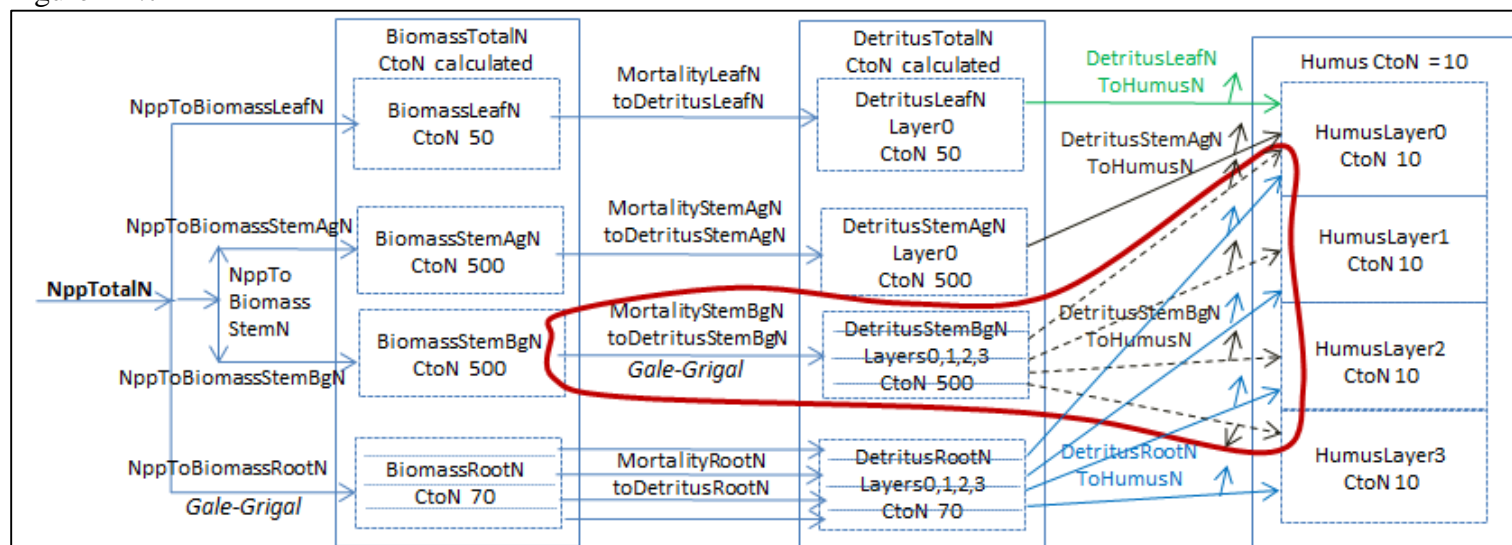 BiomassTotalN
CtoN calculated
NppToBiomassLeafN
BiomassLeafN
CtoN 50
MortalityLeafN
toDetritusLeafN
DetritusTotalN
CtoN calculated
DetritusLeafN
Layer0
CtoN 50
DetritusLeafN
ToHumusN
Humus CtoN = 10
HumusLayer0
CtoN 10
NppToBiomassStemAgN
BiomassStemAgN
CtoN 500
MortalityStemAgN
toDetritusStemAgN
DetritusStemAgN
Layer0
CtoN 500
DetritusStemAgN
ToHumusN
HumusLayer1
CtoN 10
NppTotalN
NppTo
Biomass
StemN
NppToBiomassStemBgN
BiomassStemBgN
CtoN 500
MortalityStemBgN
toDetritusStemBgN
Gale-Grigal
DetritusStemBgN
Layers0,1,2,3
CtoN 500
DetritusStemBgN
ToHumusN
HumusLayer2
CtoN 10
NppToBiomassRootN
Gale-Grigal
BiomassRootN
CtoN 70
MortalityRootN
toDetritusRootN
DetritusRootN
Layers0,1,2,3
CtoN 70
DetritusRootN
ToHumusN
HumusLayer3
CtoN 10